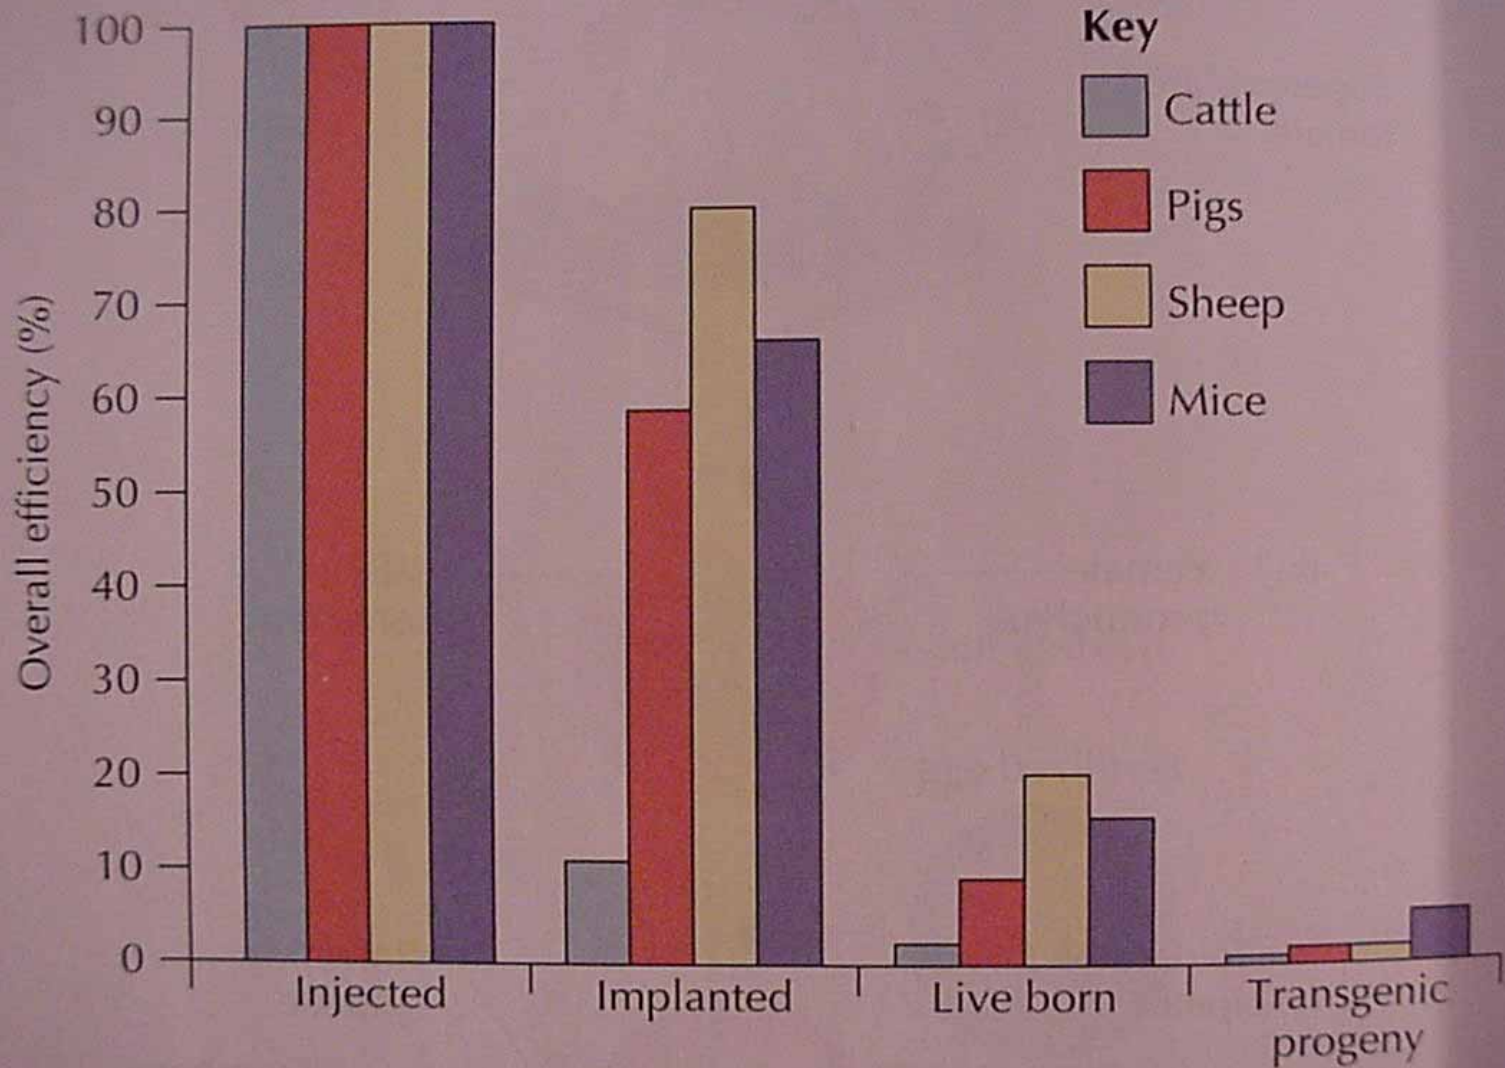 Overall efficiency (%)
100
90
80
70
60
50
40
30
20
10
0
Injected
Implanted
Live born
Transgenic
progeny
Key
Cattle
Pigs
Sheep
Mice